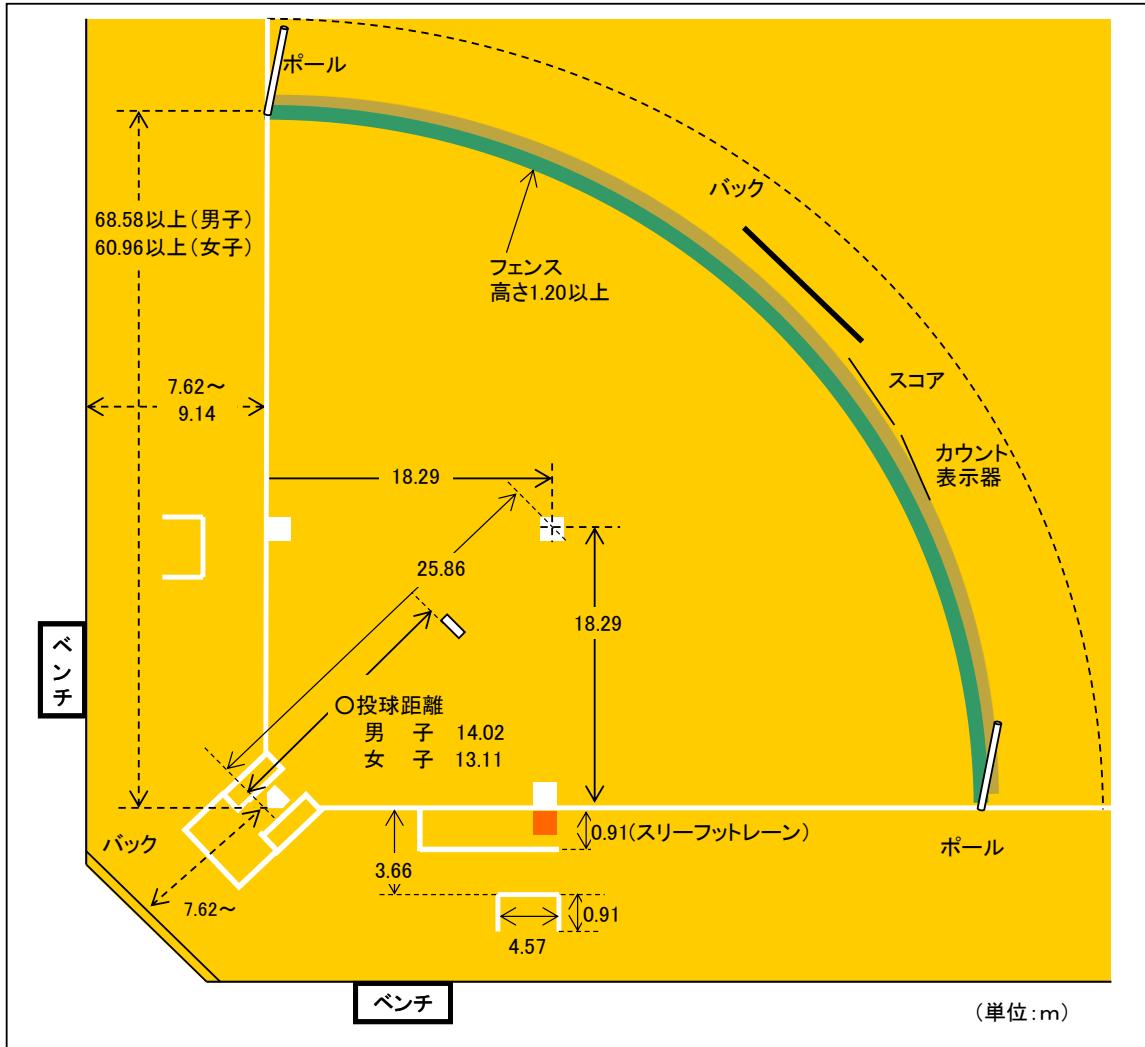 ポール
バック
68.58以上(男子)
60.96以上(女子)
フェンス
高さ1.20以上
スコア
7.62～
9.14
カウント
表示器
18.29
25.86
18.29
ベンチ
〇投球距離
男 子 14.02
女 子 13.11
バック
0.91(スリーフットレーン)
ポール
3.66
7.62～
0.91
4.57
ベンチ
(単位:m)